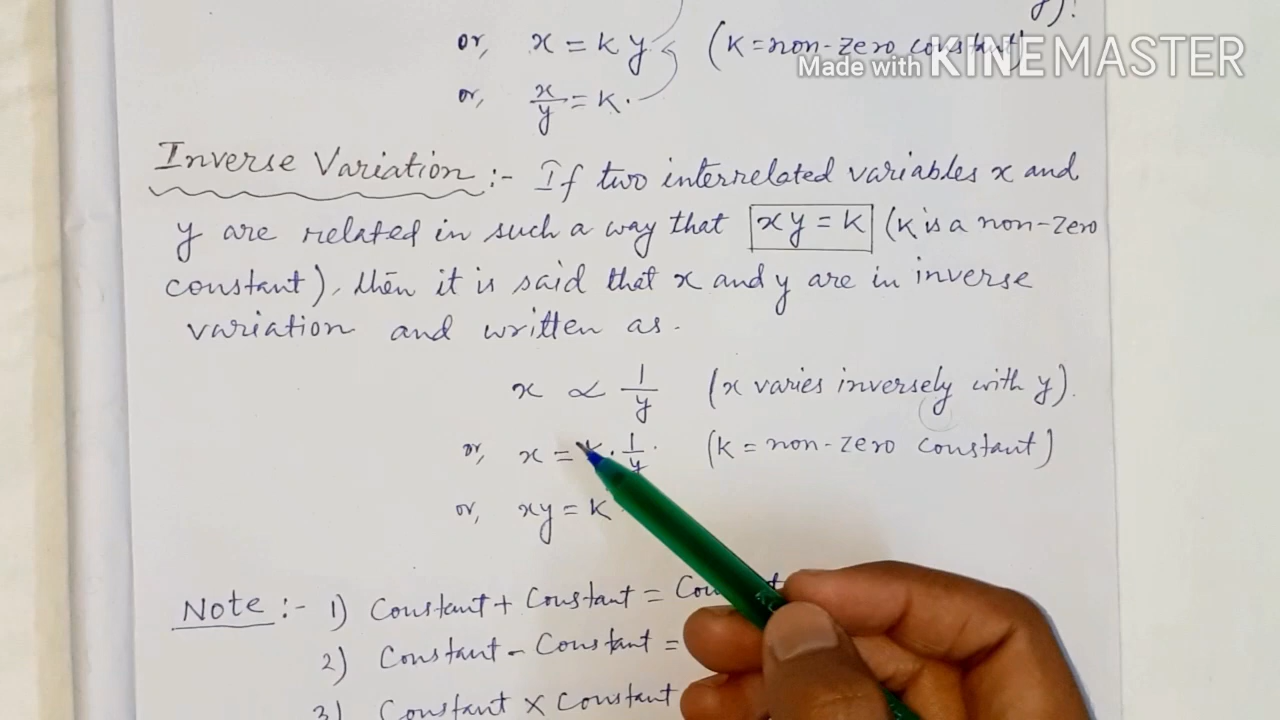 y).
or, x = k y (k = non-zero constant)
Made with KINEMASTER
or, x/y = k.
Inverse Variation :- If two interrelated variables x and
y are related in such a way that xy = k (k is a non-zero
constant), then it is said that x and y are in inverse
variation and written as.
x ∝ 1/y (x varies inversely with y).
or, x = k · 1/y. (k = non-zero constant)
or, xy = k
Note :- 1) Constant + Constant =
2) Constant - Constant =
3) Constant × Constant